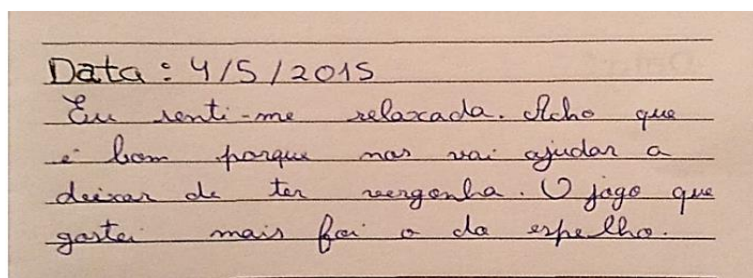 Data: 4/5/2015
Eu senti-me relaxada. Acho que
é bom porque nos vai ajudar a
deixar de ter vergonha. O jogo que
gostei mais foi o do espelho.